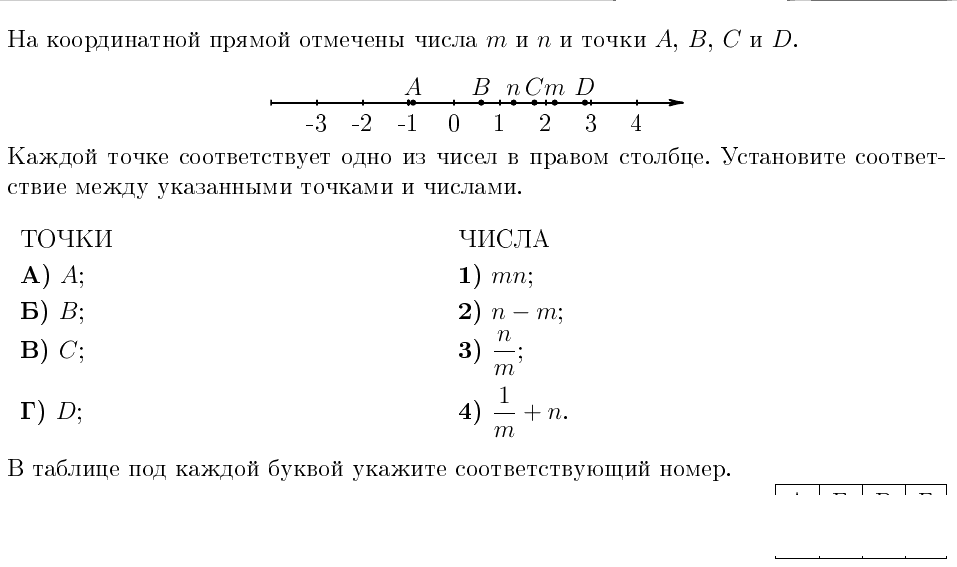 На координатной прямой отмечены числа m и n и точки A, B, C и D.
A B n C m D
-3 -2 -1 0 1 2 3 4
Каждой точке соответствует одно из чисел в правом столбце. Установите соответ-
ствие между указанными точками и числами.
ТОЧКИ ЧИСЛА
А) A; 1) mn;
Б) B; 2) n − m;
В) C; 3) n/m;
Г) D; 4) 1/m + n.
В таблице под каждой буквой укажите соответствующий номер.